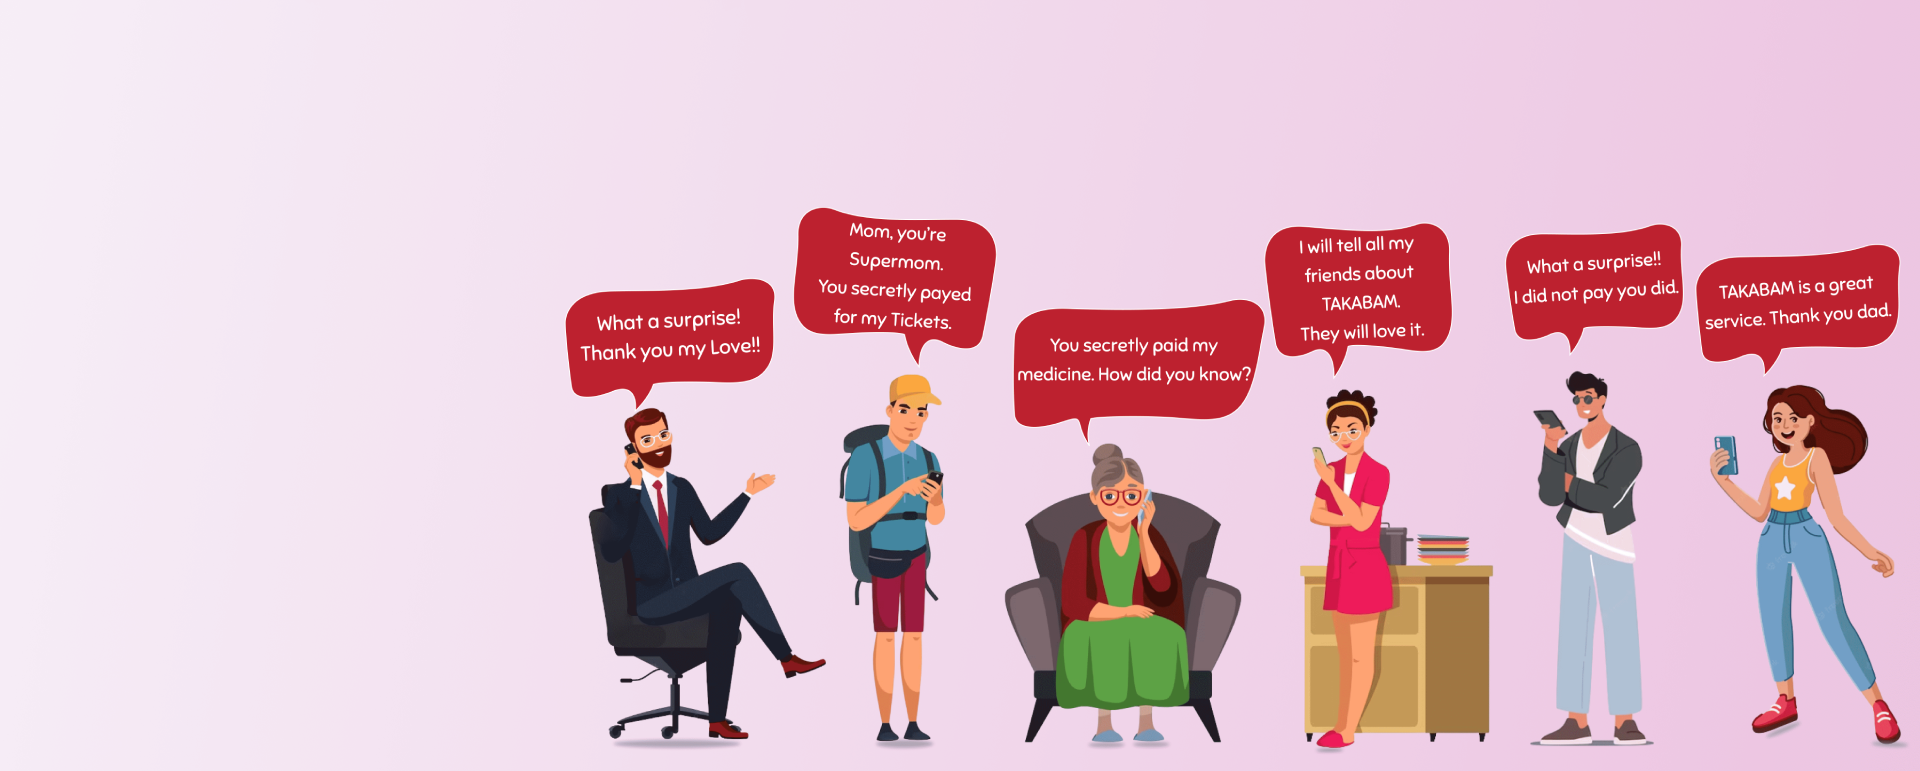 What a surprise!
Thank you my Love!!
Mom, you're
Supermom.
You secretly payed
for my Tickets.
You secretly paid my
medicine. How did you know?
I will tell all my
friends about
TAKABAM.
They will love it.
What a surprise!!
I did not pay you did.
TAKABAM is a great
service. Thank you dad.